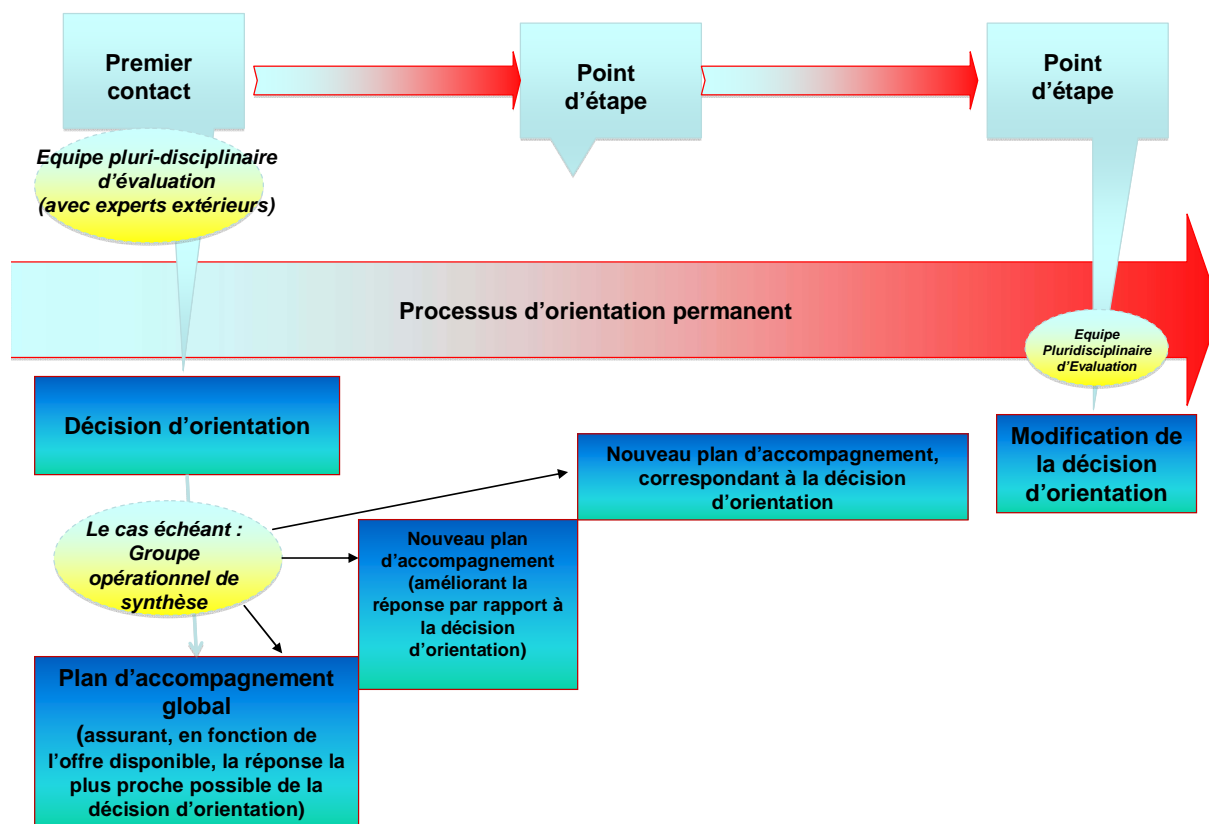 Premier
contact
Point
d’étape
Point
d’étape
Equipe pluri-disciplinaire
d’évaluation
(avec experts extérieurs)
Processus d’orientation permanent
Equipe
Pluridisciplinaire
d’Evaluation
Décision d’orientation
Modification de
la décision
d’orientation
Nouveau plan d’accompagnement,
correspondant à la décision
d’orientation
Le cas échéant :
Groupe
opérationnel de
synthèse
Nouveau plan
d’accompagnement
(améliorant la
réponse par rapport à
la décision
d’orientation)
Plan d’accompagnement
global
(assurant, en fonction de
l’offre disponible, la réponse la
plus proche possible de la
décision d’orientation)